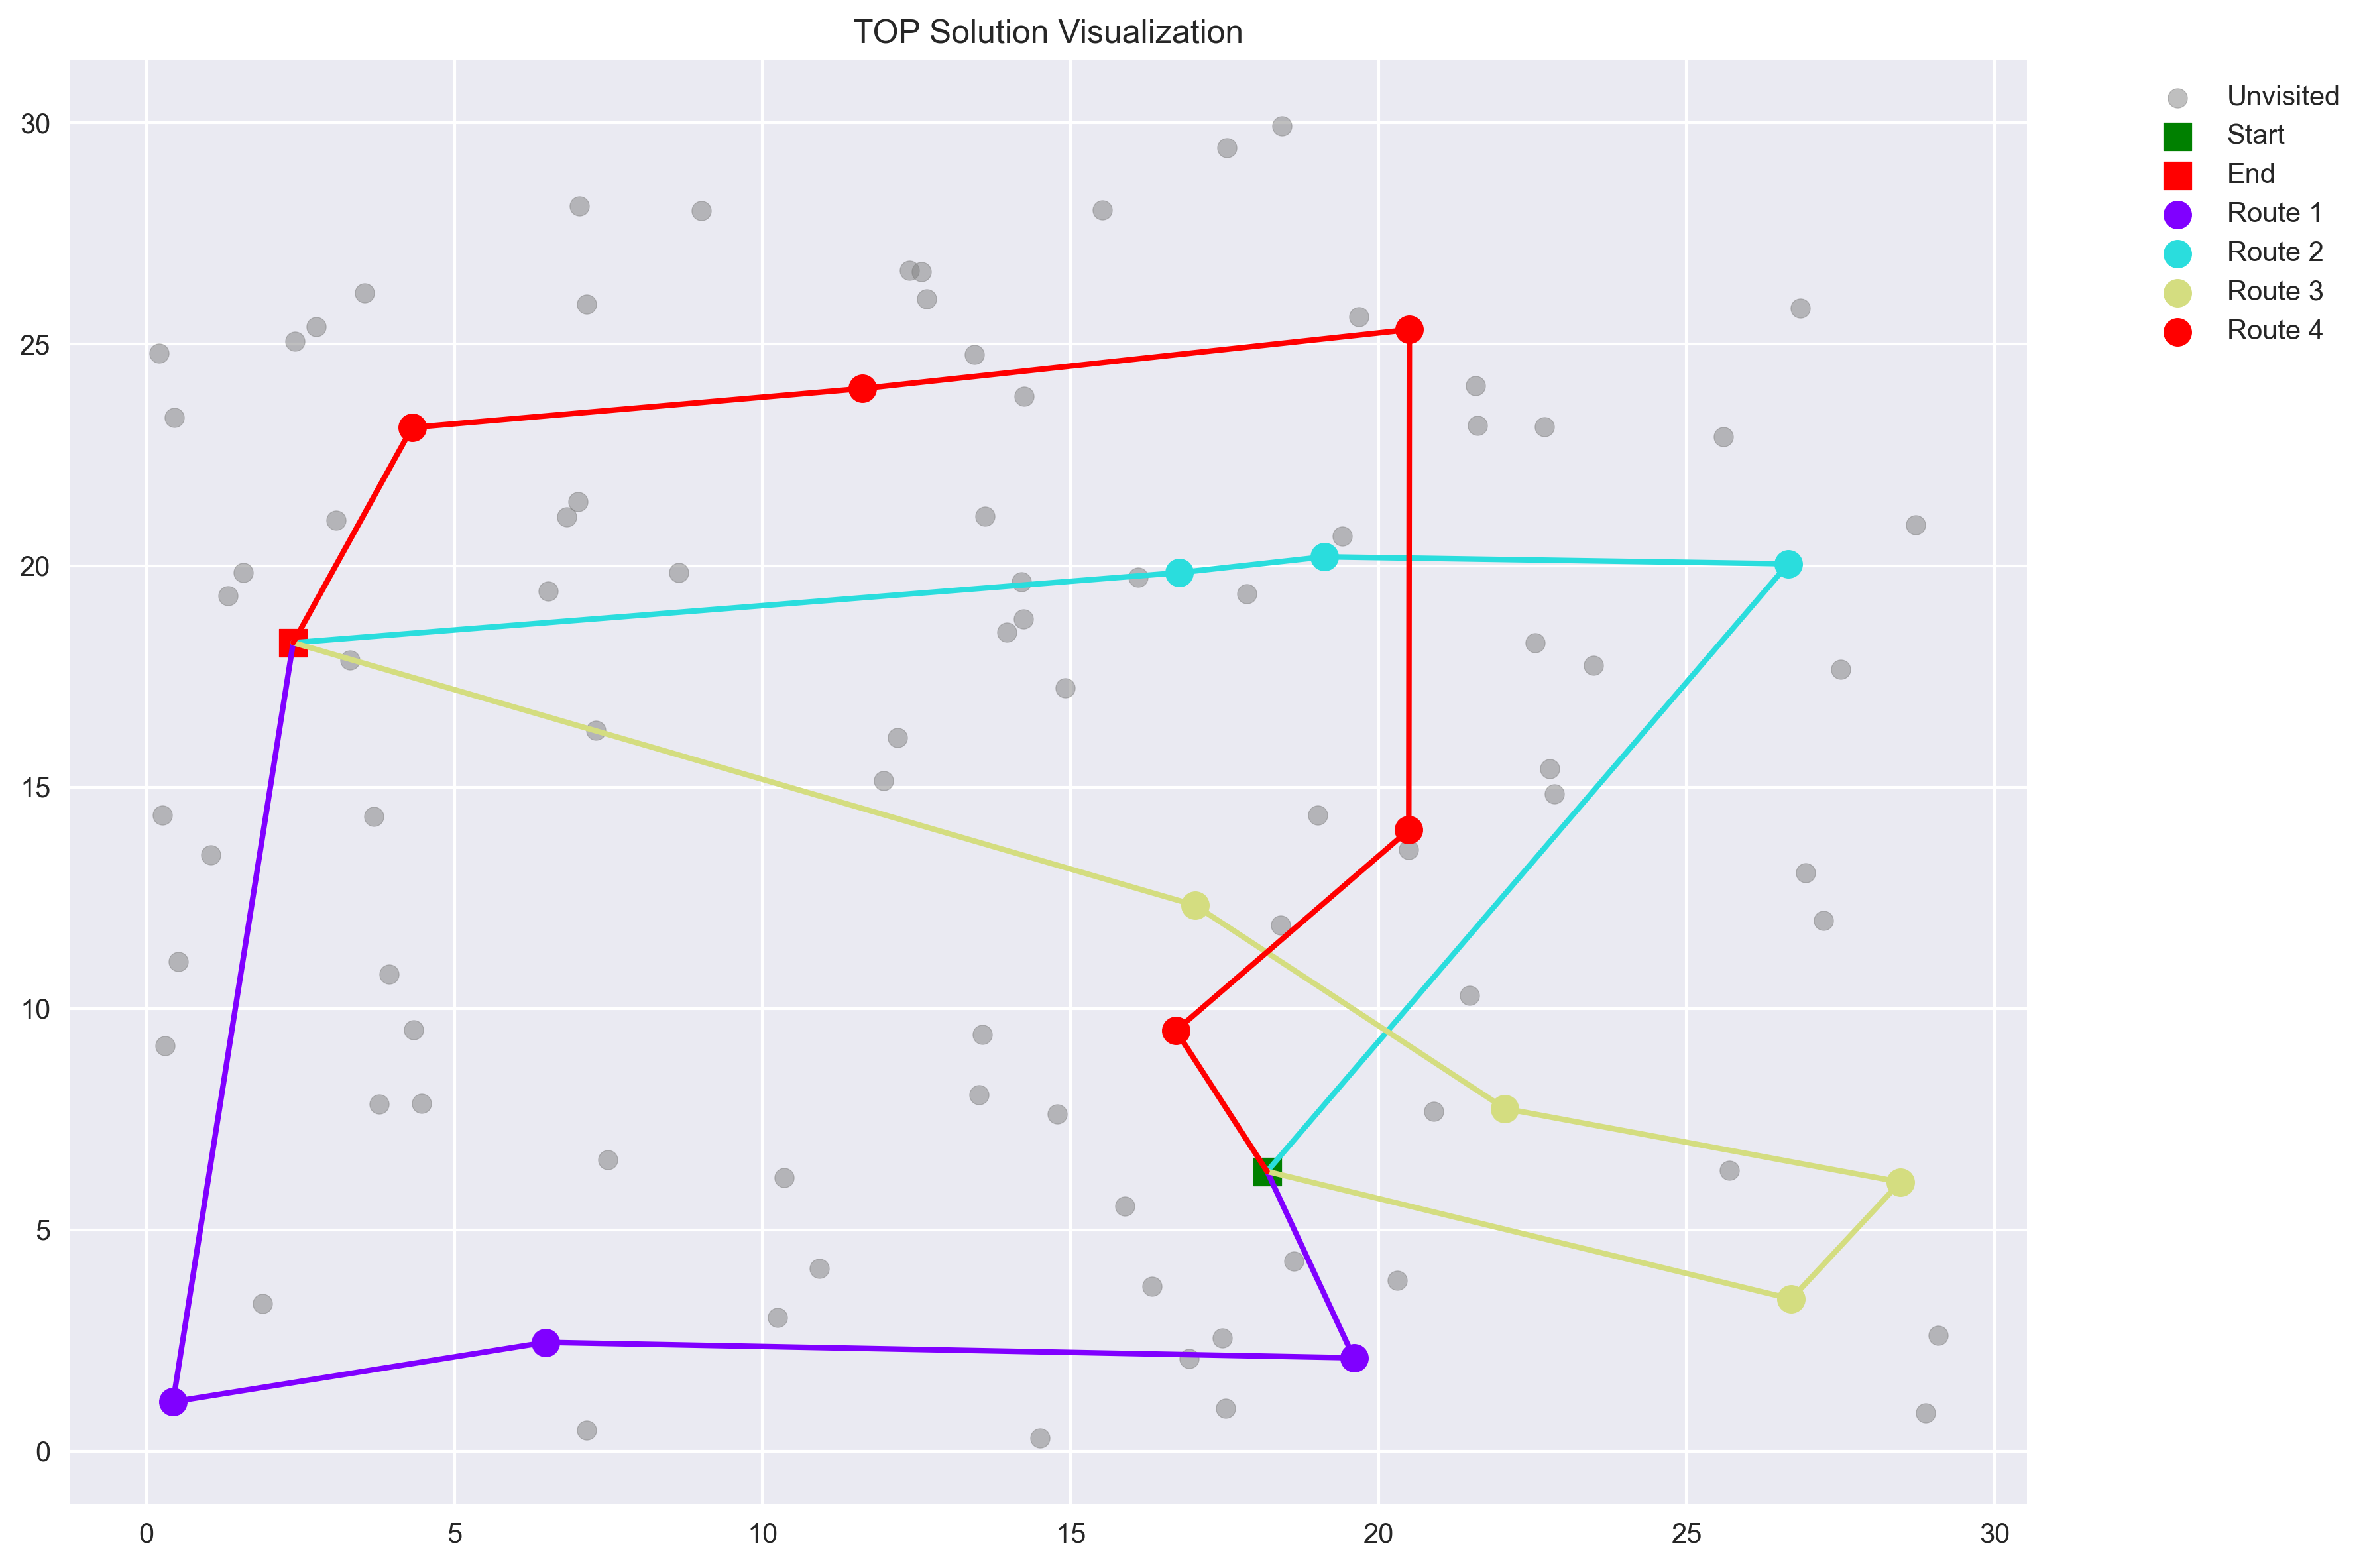 TOP Solution Visualization
Unvisited
Start
End
Route 1
Route 2
Route 3
Route 4
30
25
20
15
10
5
0
0 5 10 15 20 25 30